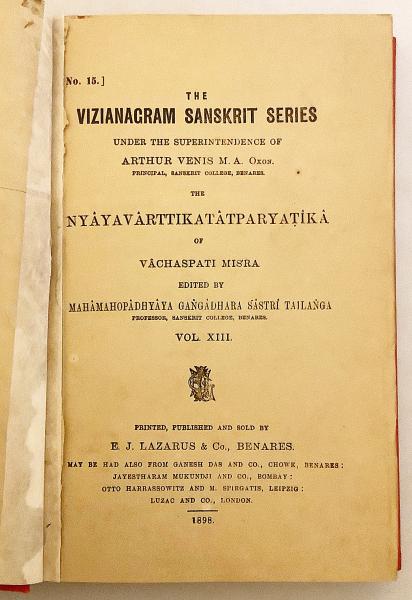 No. 15.]
THE
VIZIANAGRAM SANSKRIT SERIES
UNDER THE SUPERINTENDENCE OF
ARTHUR VENIS M. A. OXON.
PRINCIPAL, SANSKRIT COLLEGE, BENARES.
THE
NYÂYAVÂRTTIKATÂTPARYAṬÎKÂ
OF
VÂCHASPATI MIS'RA
EDITED BY
MAHÂMAHOPÂDHYÂYA GAṄGÂDHARA ŚÂSTRÎ TAILAṄGA
PROFESSOR, SANSKRIT COLLEGE, BENARES.
VOL. XIII.
PRINTED, PUBLISHED AND SOLD BY
E. J. LAZARUS & Co., BENARES.
MAY BE HAD ALSO FROM GANESH DAS AND CO., CHOWK, BENARES:
JAYESTHARAM MUKUNDJI AND CO., BOMBAY:
OTTO HARRASSOWITZ AND M. SPIRGATIS, LEIPZIG:
LUZAC AND CO., LONDON.
1898.